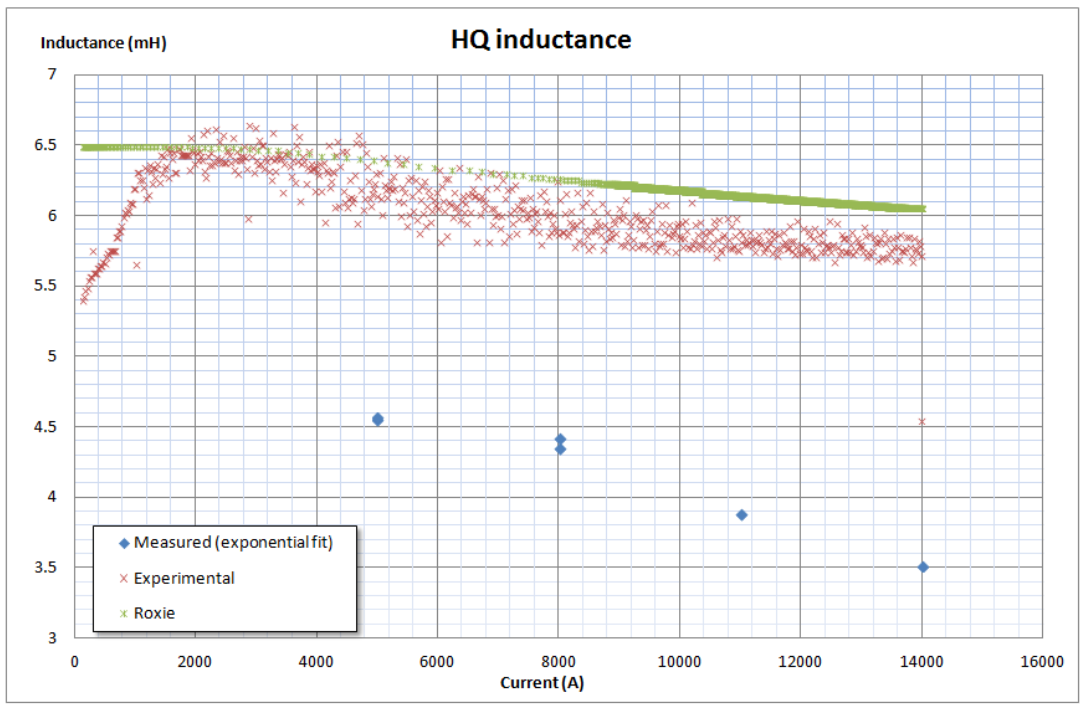 HQ inductance
Inductance (mH)
7
6.5
6
5.5
5
4.5
4
3.5
3
Measured (exponential fit)
Experimental
Roxie
0 2000 4000 6000 8000 10000 12000 14000 16000
Current (A)